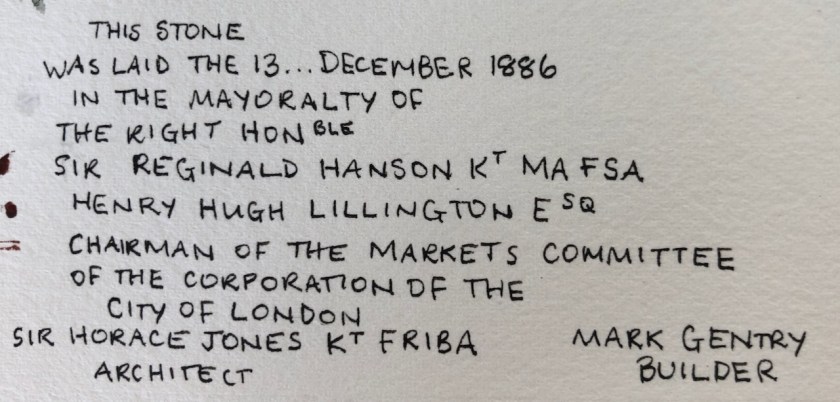 THIS STONE
WAS LAID THE 13...DECEMBER 1886
IN THE MAYORALTY OF
THE RIGHT HONBLE
SIR REGINALD HANSON KT MA FSA
HENRY HUGH LILLINGTON ESQ
CHAIRMAN OF THE MARKETS COMMITTEE
OF THE CORPORATION OF THE
CITY OF LONDON
SIR HORACE JONES KT FRIBA MARK GENTRY
ARCHITECT BUILDER